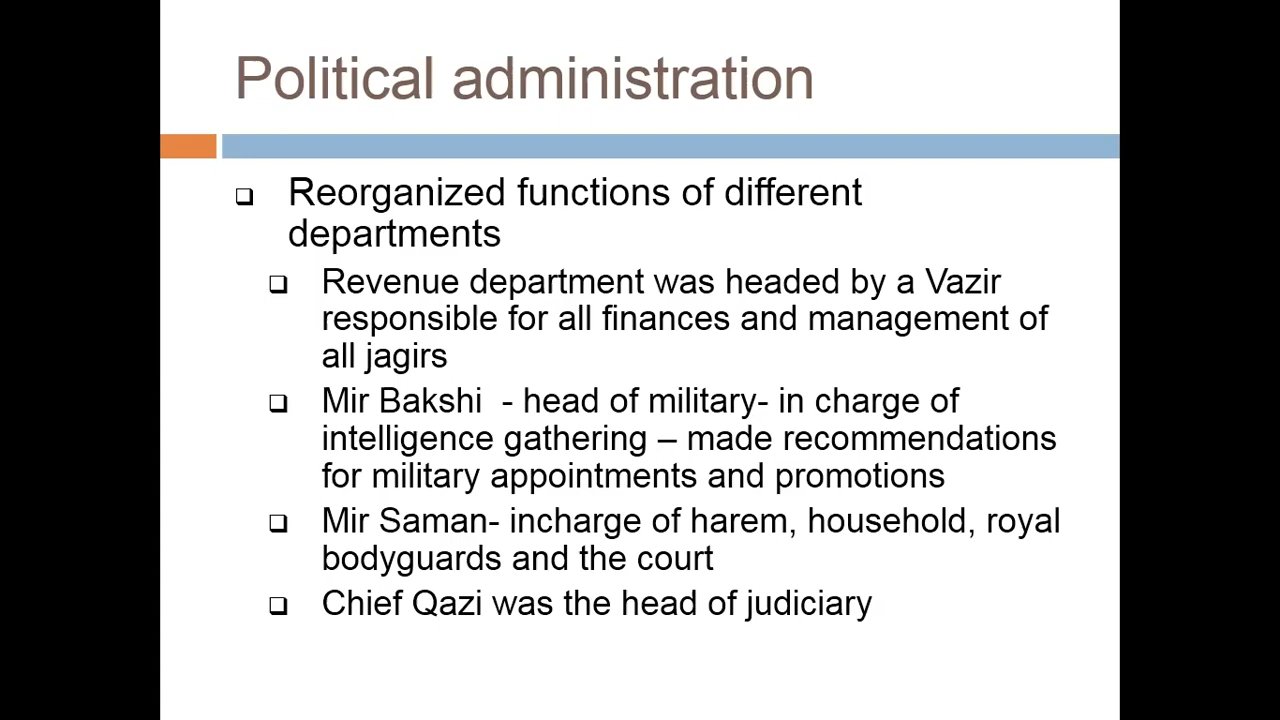 Political administration
Reorganized functions of different
departments
Revenue department was headed by a Vazir
responsible for all finances and management of
all jagirs
Mir Bakshi - head of military- in charge of
intelligence gathering – made recommendations
for military appointments and promotions
Mir Saman- incharge of harem, household, royal
bodyguards and the court
Chief Qazi was the head of judiciary